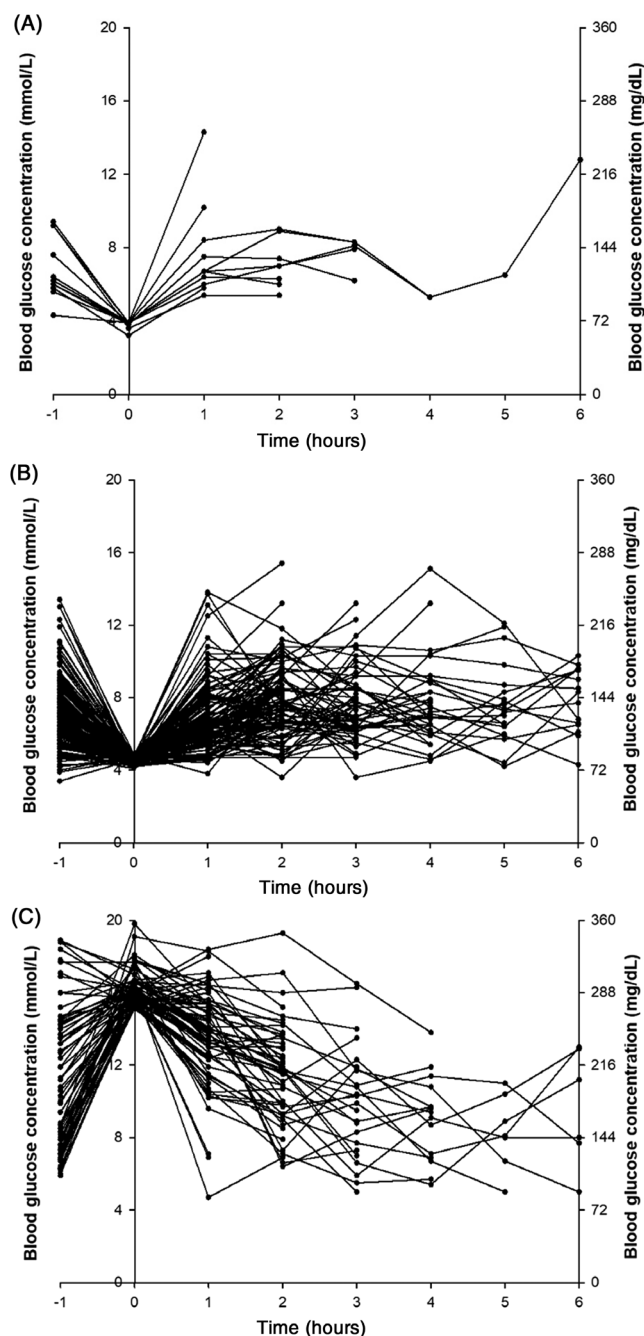 (A)
Blood glucose concentration (mmol/L)
20
16
12
8
4
0
Blood glucose concentration (mg/dL)
360
288
216
144
72
0
-1 0 1 2 3 4 5 6
Time (hours)
(B)
Blood glucose concentration (mmol/L)
20
16
12
8
4
0
Blood glucose concentration (mg/dL)
360
288
216
144
72
0
-1 0 1 2 3 4 5 6
Time (hours)
(C)
Blood glucose concentration (mmol/L)
20
12
8
4
0
Blood glucose concentration (mg/dL)
360
288
216
144
72
0
-1 0 1 2 3 4 5 6
Time (hours)